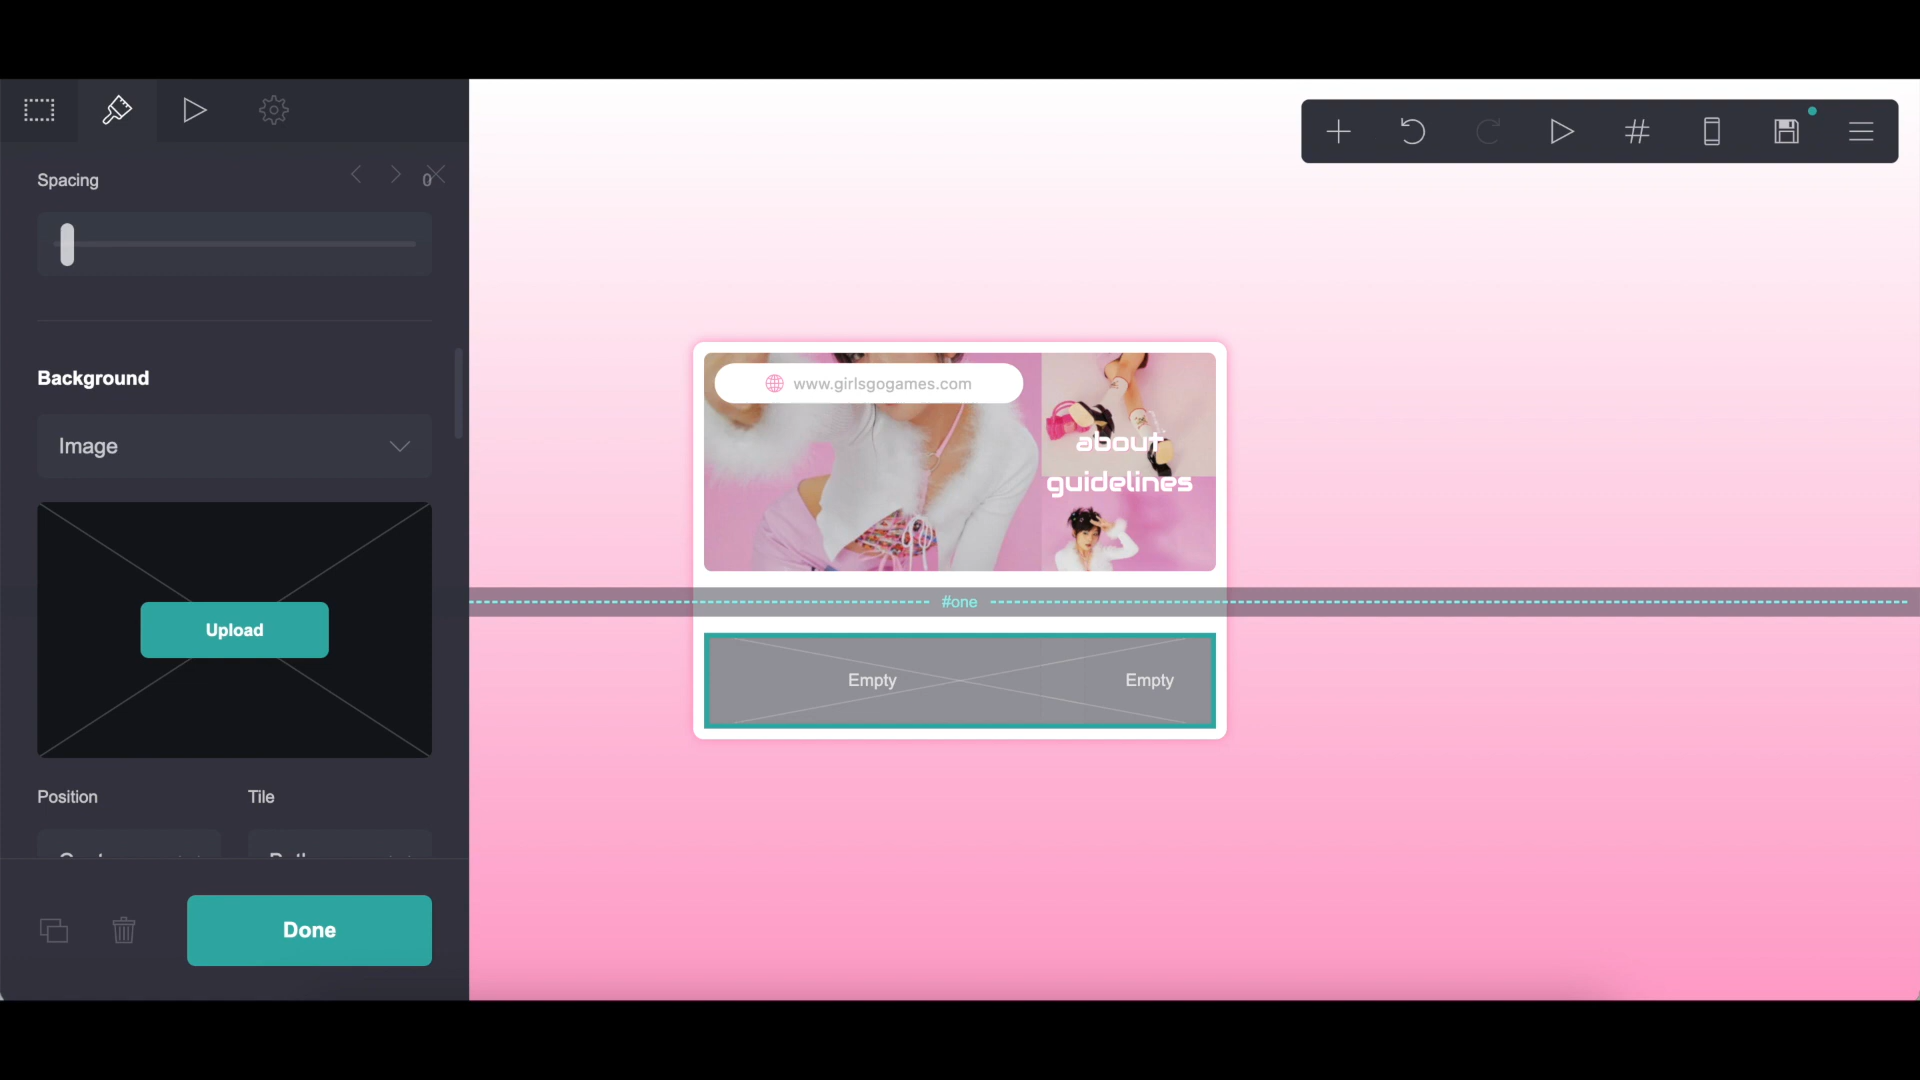 Spacing
0
Background
Image
Upload
Position
Tile
Done
www.girlsgogames.com
about
guidelines
#one
Empty
Empty